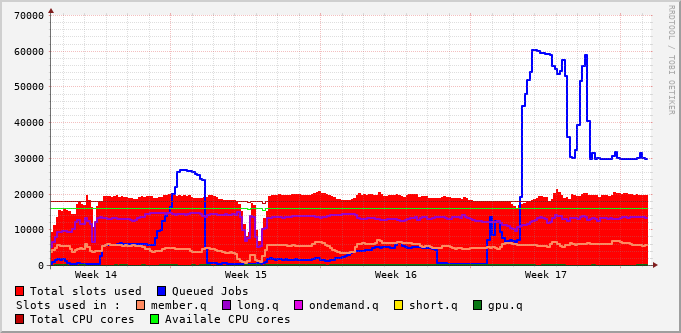 RRDTOOL / TOBI OETIKER
70000
60000
50000
40000
30000
20000
10000
0
Week 14 Week 15 Week 16 Week 17
Total slots used Queued Jobs
Slots used in : member.q long.q ondemand.q short.q gpu.q
Total CPU cores Availale CPU cores